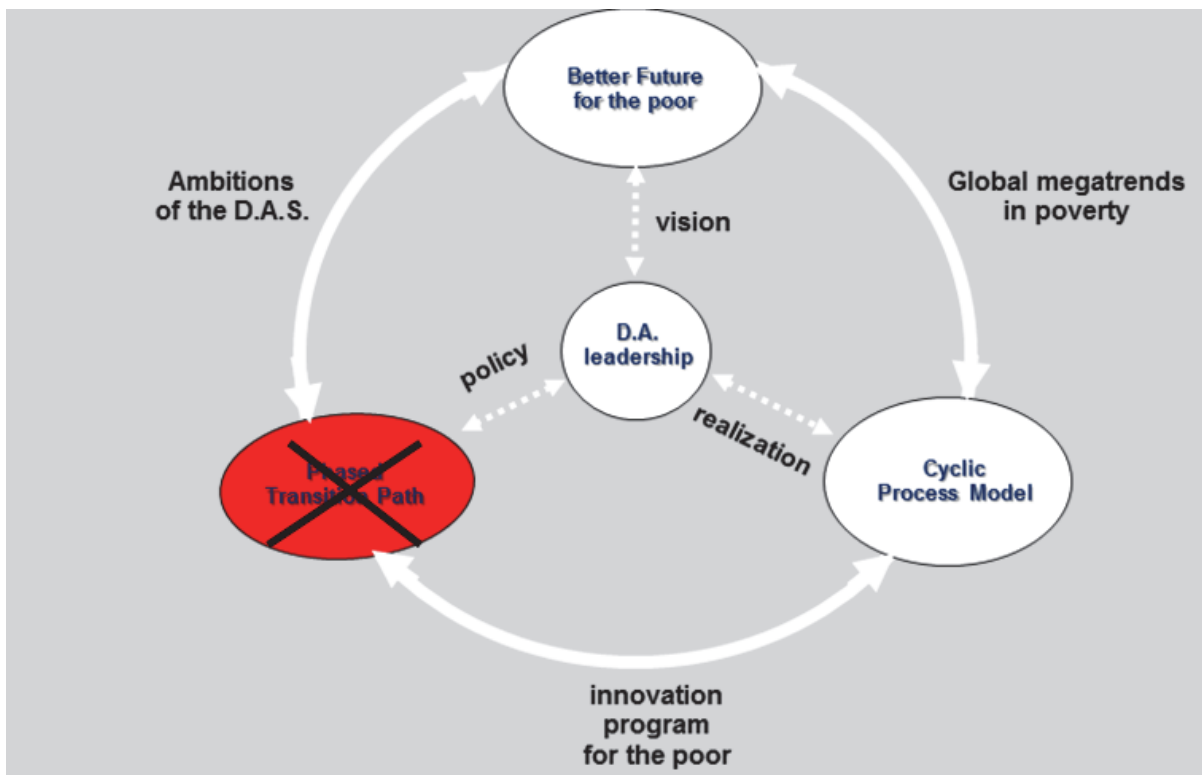 Better Future
for the poor
Ambitions
of the D.A.S.
Global megatrends
in poverty
vision
D.A.
leadership
policy
realization
Phased
Transition Path
Cyclic
Process Model
innovation
program
for the poor